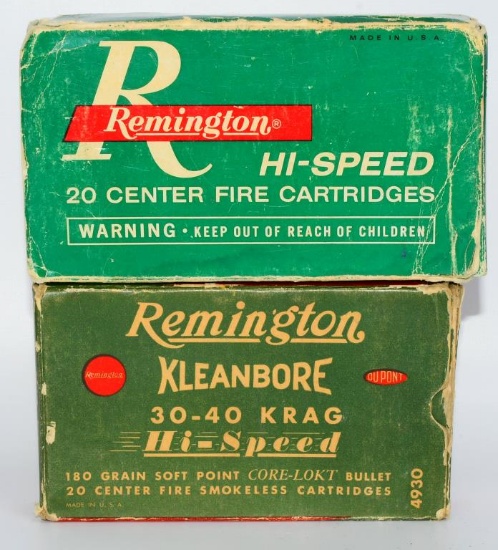 MADE IN U.S.A.
R
Remington®
HI-SPEED
20 CENTER FIRE CARTRIDGES
WARNING • KEEP OUT OF REACH OF CHILDREN
Remington
KLEANBORE
Remington
DU PONT
30-40 KRAG
Hi-Speed
180 GRAIN SOFT POINT CORE-LOKT BULLET
20 CENTER FIRE SMOKELESS CARTRIDGES
MADE IN U.S.A.
4930